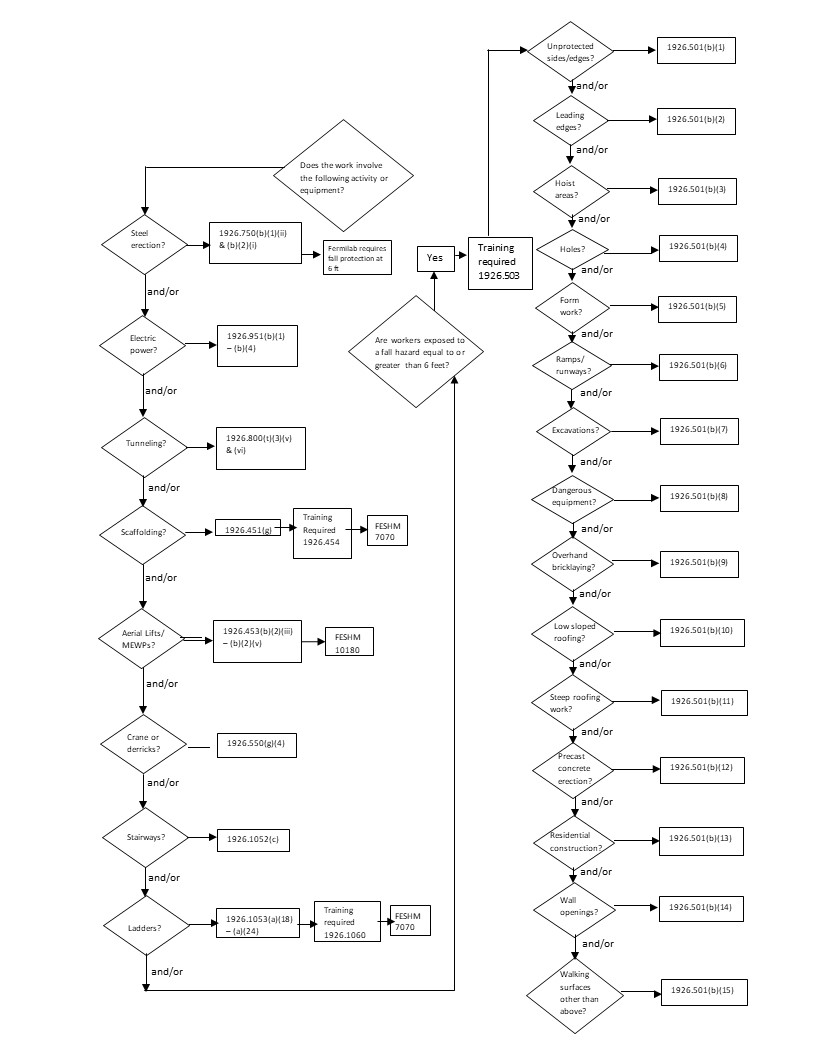 Does the work involve
the following activity or
equipment?
Steel
erection?
1926.750(b)(1)(ii)
& (b)(2)(i)
Fermilab requires
fall protection at
6 ft
and/or
Electric
power?
1926.951(b)(1)
– (b)(4)
and/or
Tunneling?
1926.800(t)(3)(v)
& (vi)
and/or
Scaffolding?
1926.451(g)
Training
Required
1926.454
FESHM
7070
and/or
Aerial Lifts/
MEWPs?
1926.453(b)(2)(iii)
– (b)(2)(v)
FESHM
10180
and/or
Crane or
derricks?
1926.550(g)(4)
and/or
Stairways?
1926.1052(c)
and/or
Ladders?
1926.1053(a)(18)
– (a)(24)
Training
required
1926.1060
FESHM
7070
and/or
Are workers exposed to
a fall hazard equal to or
greater than 6 feet?
Yes
Training
required
1926.503
Unprotected
sides/edges?
1926.501(b)(1)
and/or
Leading
edges?
1926.501(b)(2)
and/or
Hoist
areas?
1926.501(b)(3)
and/or
Holes?
1926.501(b)(4)
and/or
Form
work?
1926.501(b)(5)
and/or
Ramps/
runways?
1926.501(b)(6)
and/or
Excavations?
1926.501(b)(7)
and/or
Dangerous
equipment?
1926.501(b)(8)
and/or
Overhand
bricklaying?
1926.501(b)(9)
and/or
Low sloped
roofing?
1926.501(b)(10)
and/or
Steep roofing
work?
1926.501(b)(11)
and/or
Precast
concrete
erection?
1926.501(b)(12)
and/or
Residential
construction?
1926.501(b)(13)
and/or
Wall
openings?
1926.501(b)(14)
and/or
Walking
surfaces
other than
above?
1926.501(b)(15)